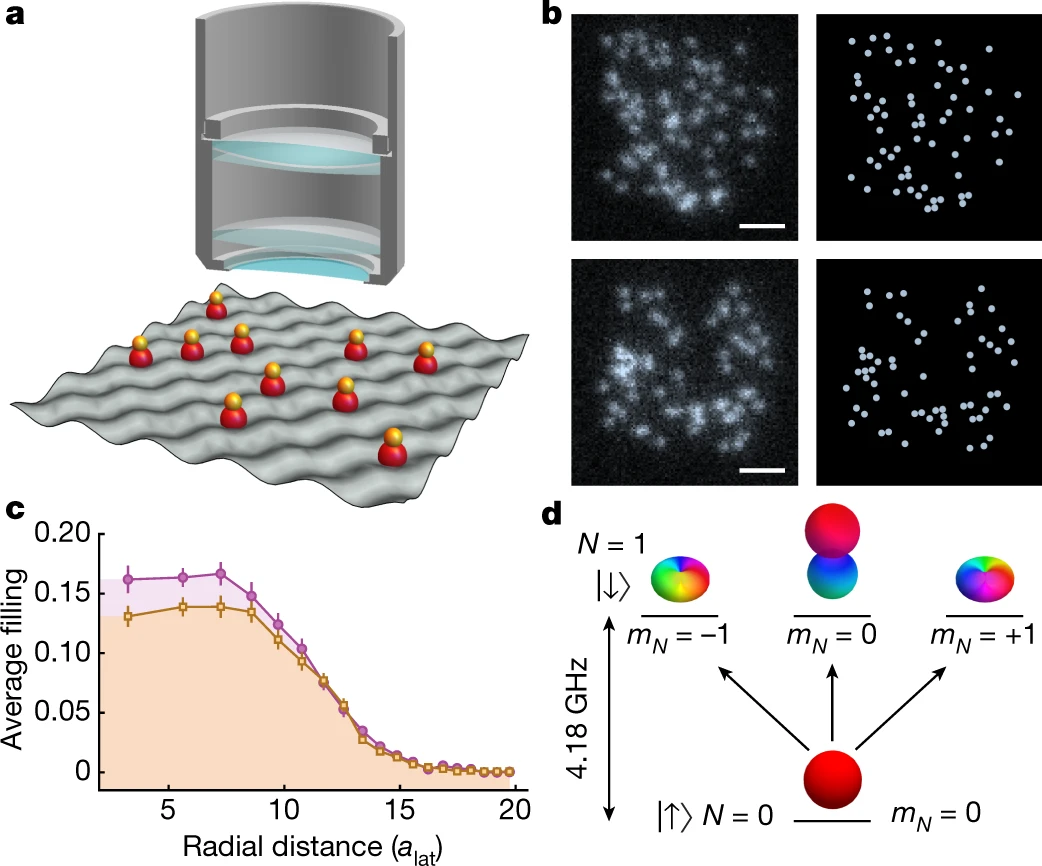 a
b
c
0.20
0.15
0.10
0.05
0
Average filling
5
10
15
20
Radial distance (a_lat)
d
N = 1
|↓⟩
m_N = −1
m_N = 0
m_N = +1
4.18 GHz
|↑⟩ N = 0
m_N = 0